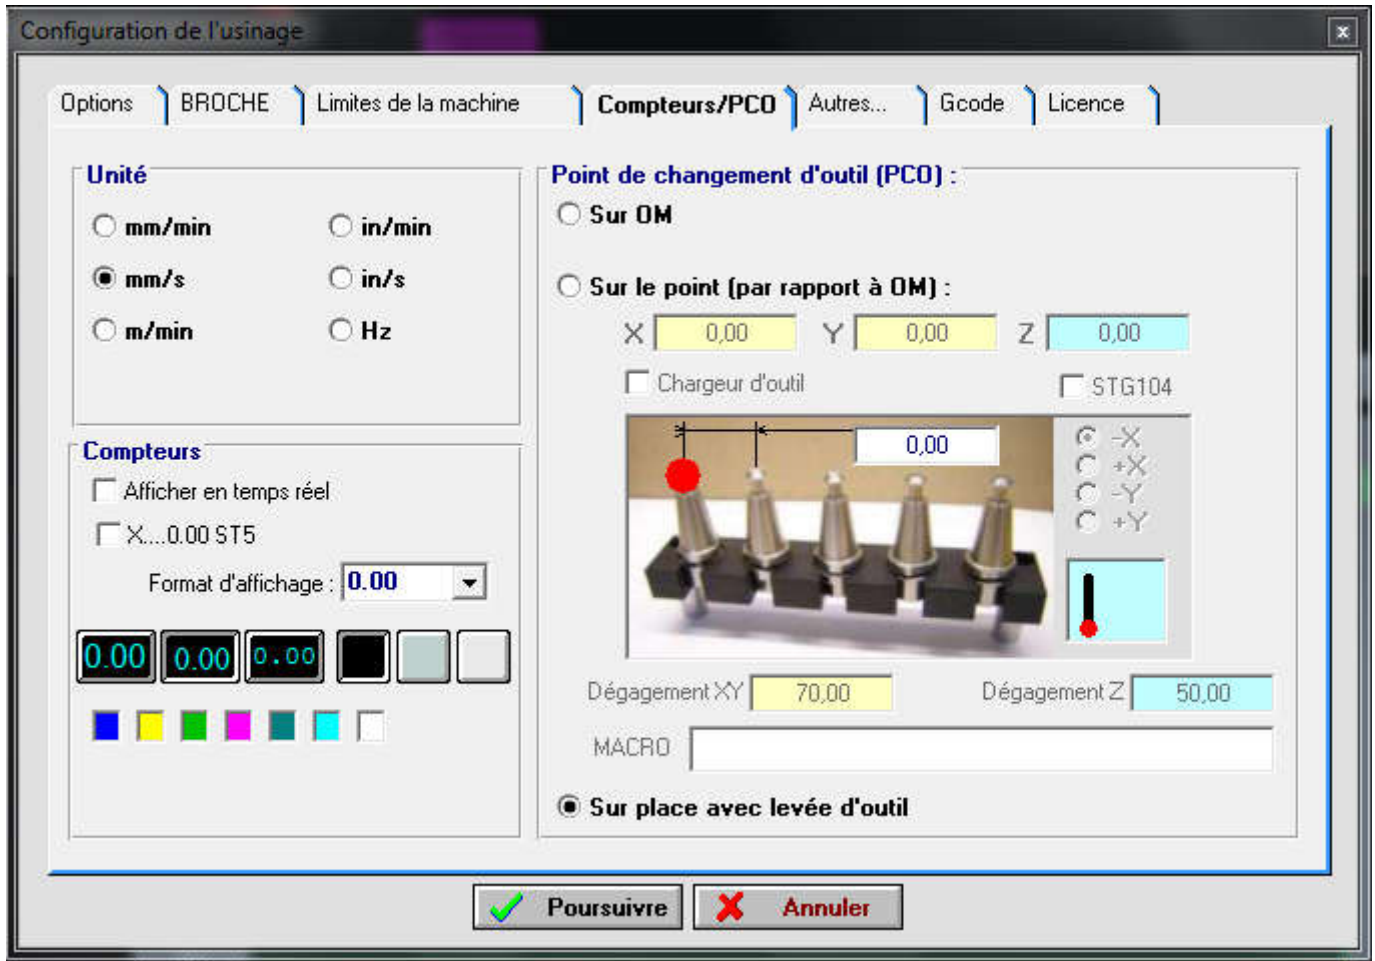 Configuration de l'usinage
Options BROCHE Limites de la machine Compteurs/PCO Autres... Gcode Licence
Unité
mm/min in/min
mm/s in/s
m/min Hz
Compteurs
Afficher en temps réel
X....0.00 ST5
Format d'affichage : 0.00
0.00 0.00 0.00
Point de changement d'outil (PCO) :
Sur OM
Sur le point (par rapport à OM) :
X 0,00 Y 0,00 Z 0,00
Chargeur d'outil STG104
0,00
-X
+X
-Y
+Y
Dégagement XY 70,00 Dégagement Z 50,00
MACRO
Sur place avec levée d'outil
Poursuivre Annuler